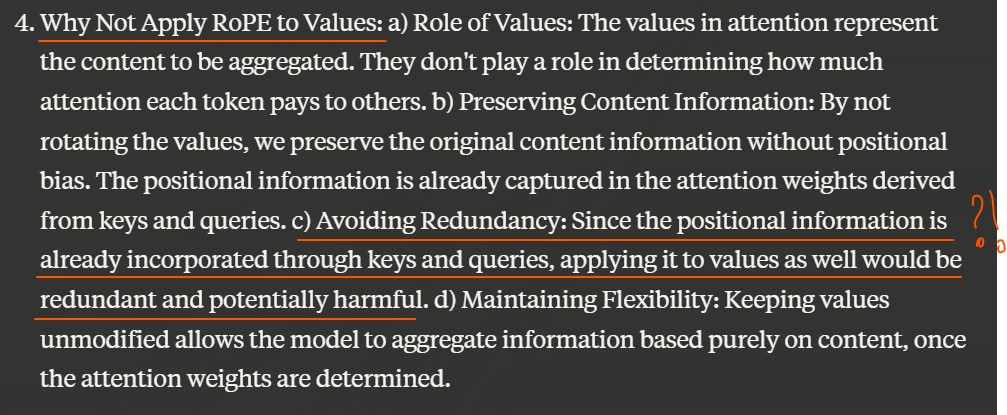 4. Why Not Apply RoPE to Values: a) Role of Values: The values in attention represent
the content to be aggregated. They don't play a role in determining how much
attention each token pays to others. b) Preserving Content Information: By not
rotating the values, we preserve the original content information without positional
bias. The positional information is already captured in the attention weights derived
from keys and queries. c) Avoiding Redundancy: Since the positional information is
already incorporated through keys and queries, applying it to values as well would be
redundant and potentially harmful. d) Maintaining Flexibility: Keeping values
unmodified allows the model to aggregate information based purely on content, once
the attention weights are determined.
?!